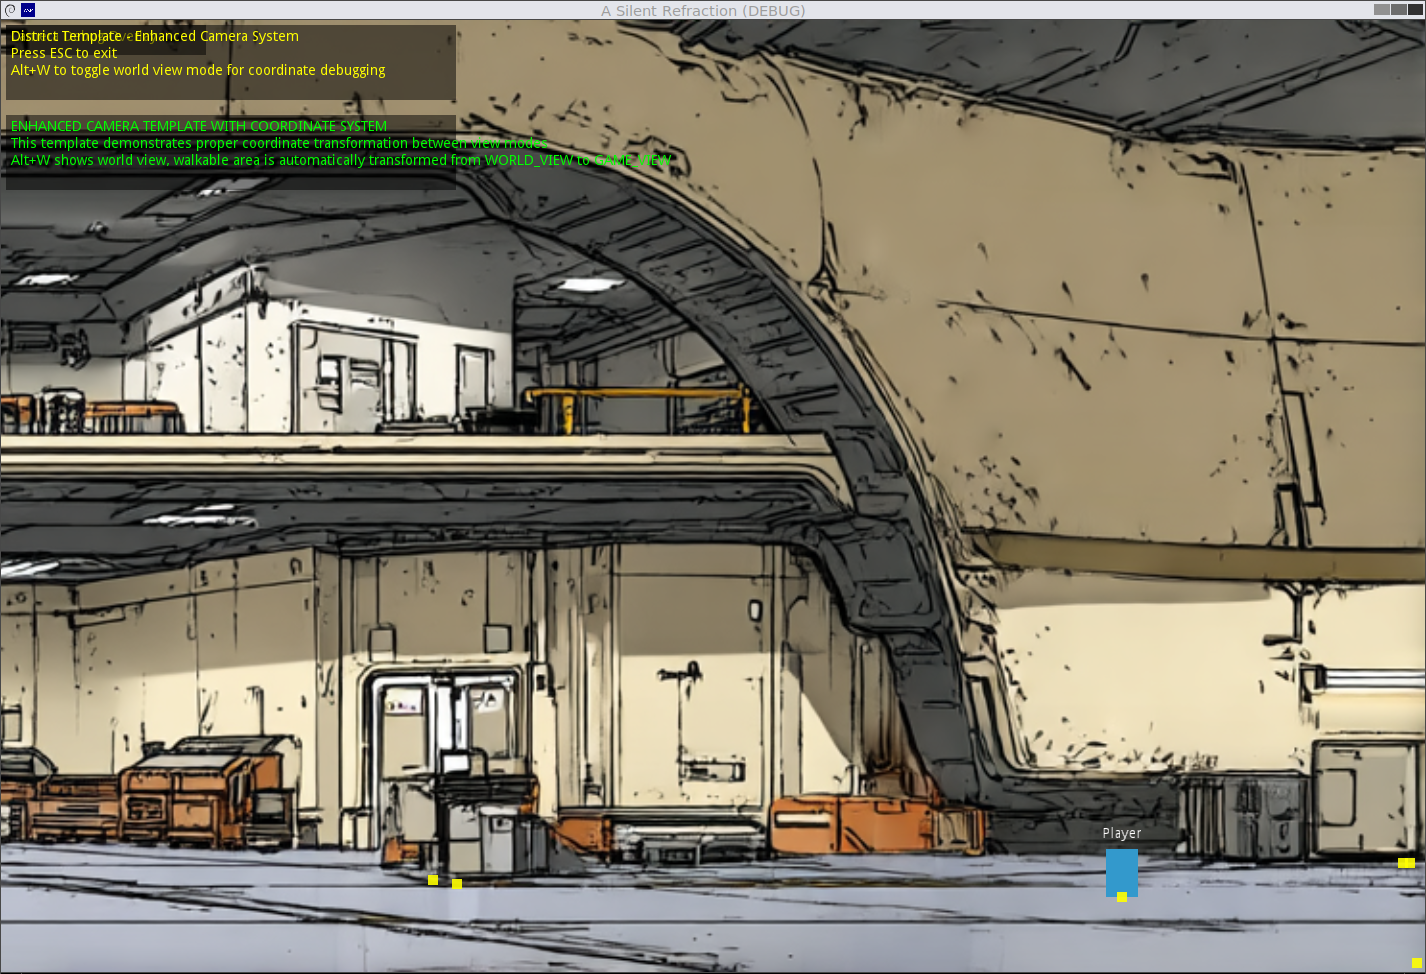 A Silent Refraction (DEBUG)
District Template - Enhanced Camera System
Press ESC to exit
Alt+W to toggle world view mode for coordinate debugging
ENHANCED CAMERA TEMPLATE WITH COORDINATE SYSTEM
This template demonstrates proper coordinate transformation between view modes
Alt+W shows world view, walkable area is automatically transformed from WORLD_VIEW to GAME_VIEW
Player